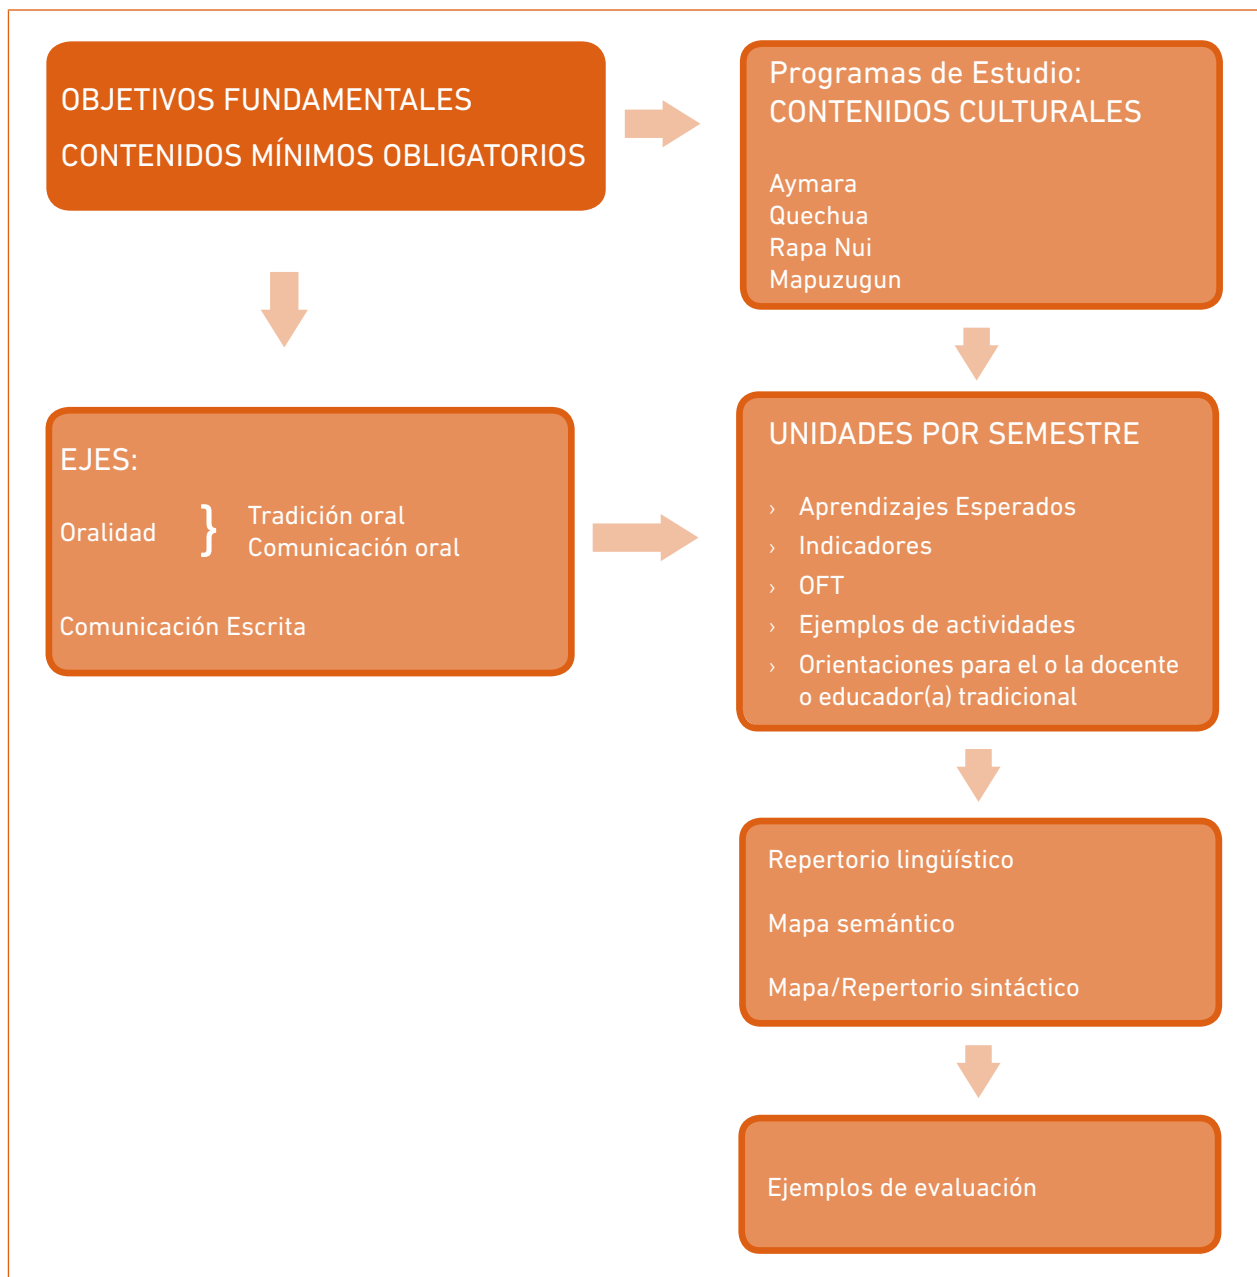 OBJETIVOS FUNDAMENTALES
CONTENIDOS MÍNIMOS OBLIGATORIOS
Programas de Estudio:
CONTENIDOS CULTURALES
Aymara
Quechua
Rapa Nui
Mapuzugun
EJES:
Oralidad } Tradición oral
Comunicación oral
Comunicación Escrita
UNIDADES POR SEMESTRE
› Aprendizajes Esperados
› Indicadores
› OFT
› Ejemplos de actividades
› Orientaciones para el o la docente
o educador(a) tradicional
Repertorio lingüístico
Mapa semántico
Mapa/Repertorio sintáctico
Ejemplos de evaluación